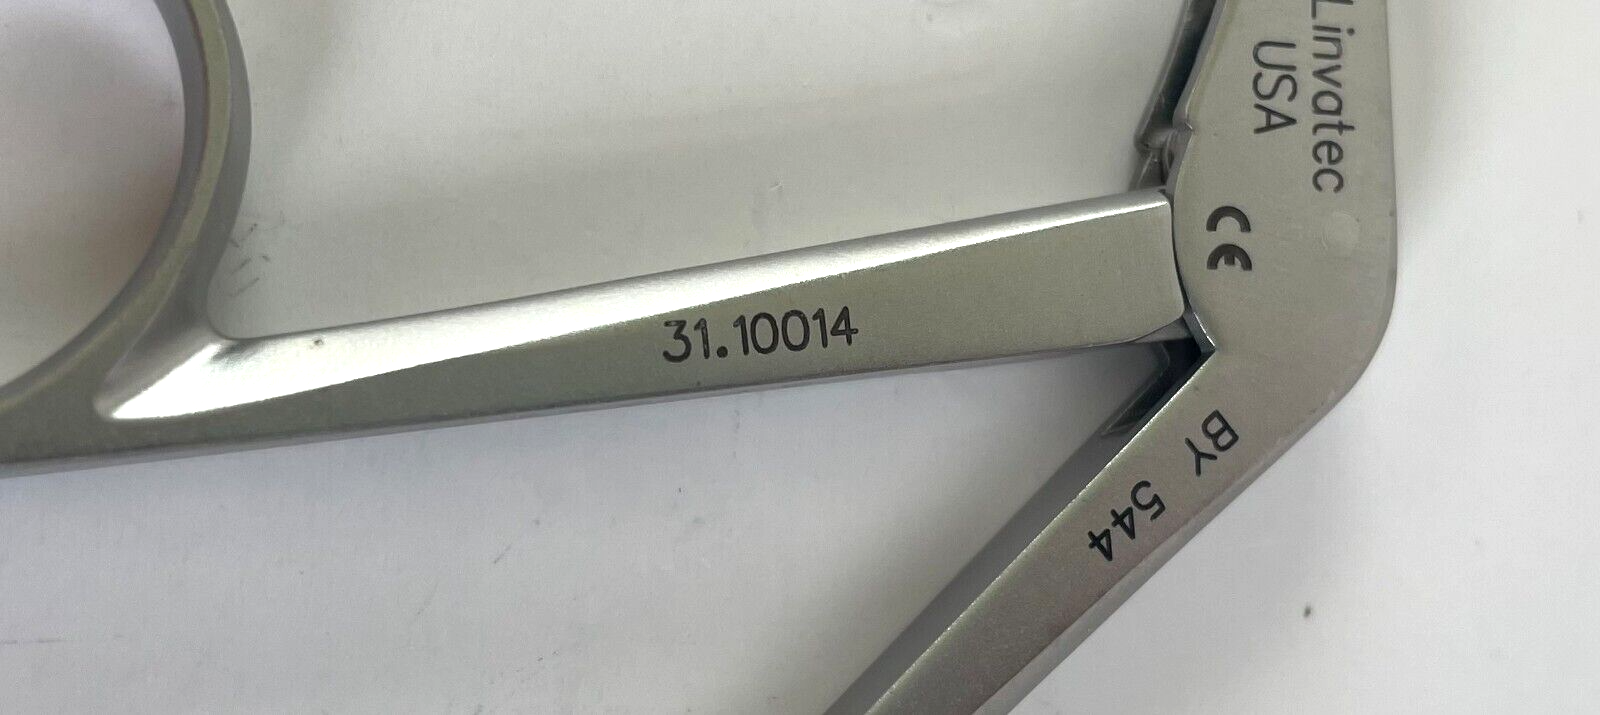 Linvatec
USA
CE
31.10014
BY 544